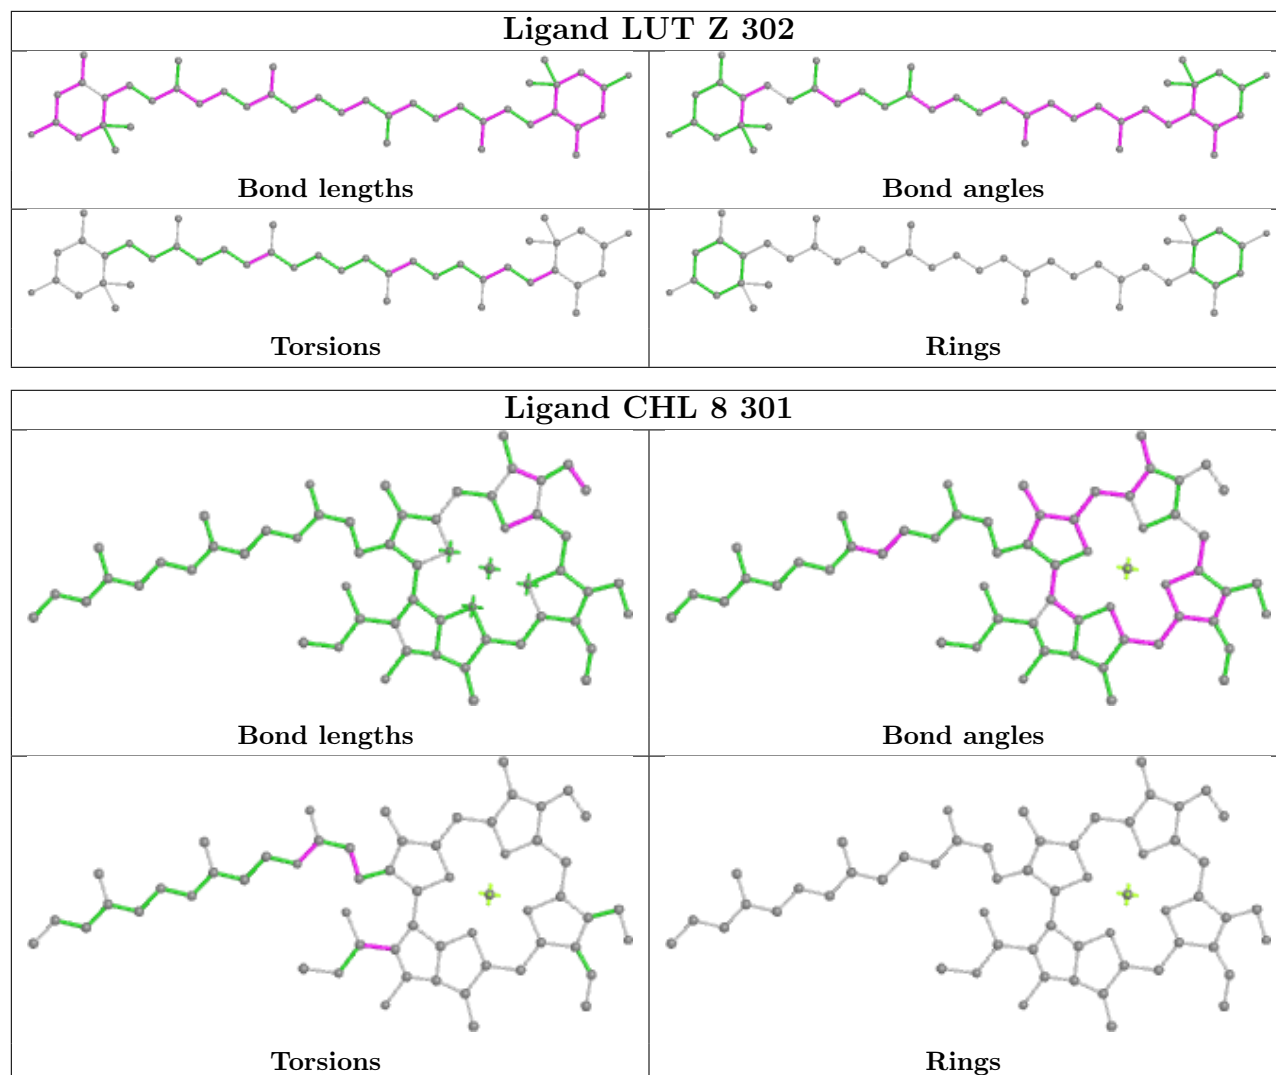 Ligand LUT Z 302
Bond lengths
Bond angles
Torsions
Rings
Ligand CHL 8 301
Bond lengths
Bond angles
Torsions
Rings